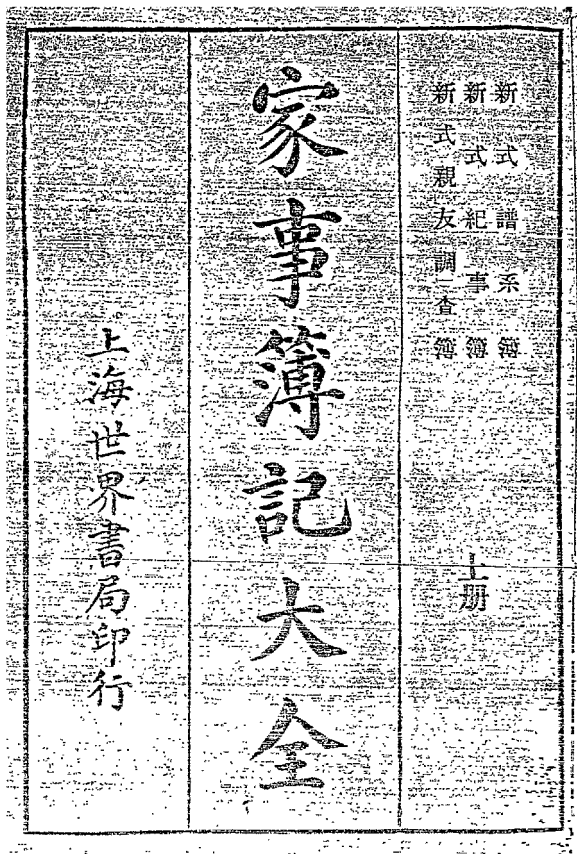 新式譜系簿
新式紀事簿
新式親友調查簿
上册
家事簿記大全
上海世界書局印行